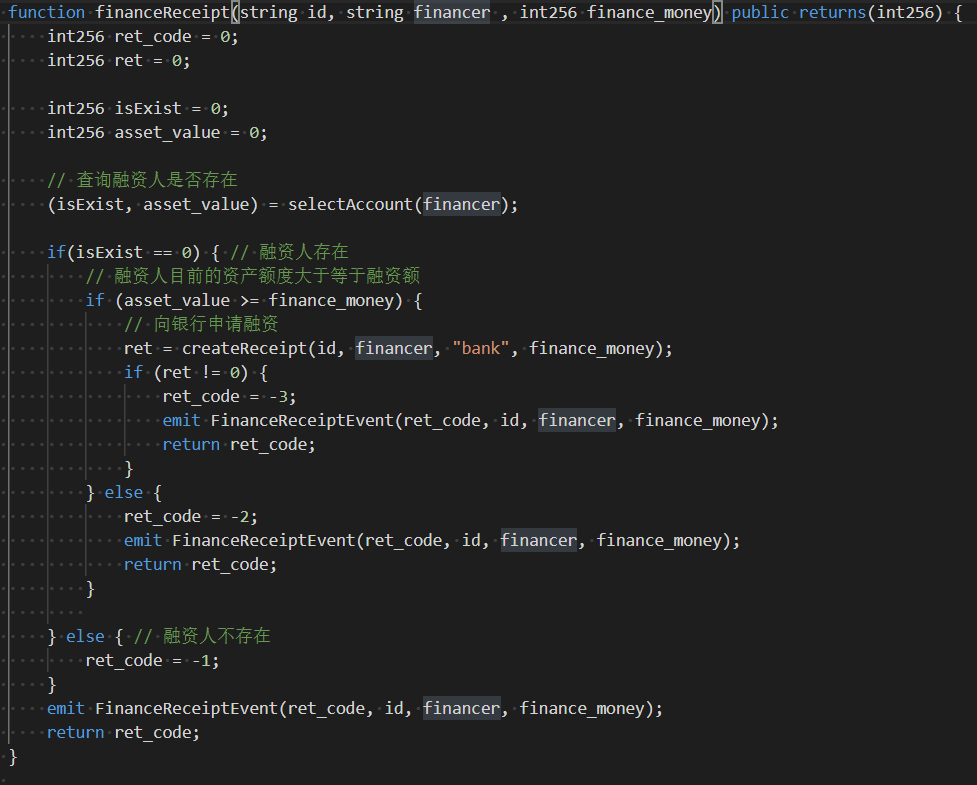 function financeReceipt(string id, string financer , int256 finance_money) public returns(int256) {
    int256 ret_code = 0;
    int256 ret = 0;

    int256 isExist = 0;
    int256 asset_value = 0;

    // 查询融资人是否存在
    (isExist, asset_value) = selectAccount(financer);

    if(isExist == 0) { // 融资人存在
        // 融资人目前的资产额度大于等于融资额
        if (asset_value >= finance_money) {
            // 向银行申请融资
            ret = createReceipt(id, financer, "bank", finance_money);
            if (ret != 0) {
                ret_code = -3;
                emit FinanceReceiptEvent(ret_code, id, financer, finance_money);
                return ret_code;
            }
        } else {
            ret_code = -2;
            emit FinanceReceiptEvent(ret_code, id, financer, finance_money);
            return ret_code;
        }

    } else { // 融资人不存在
        ret_code = -1;
    }
    emit FinanceReceiptEvent(ret_code, id, financer, finance_money);
    return ret_code;
}